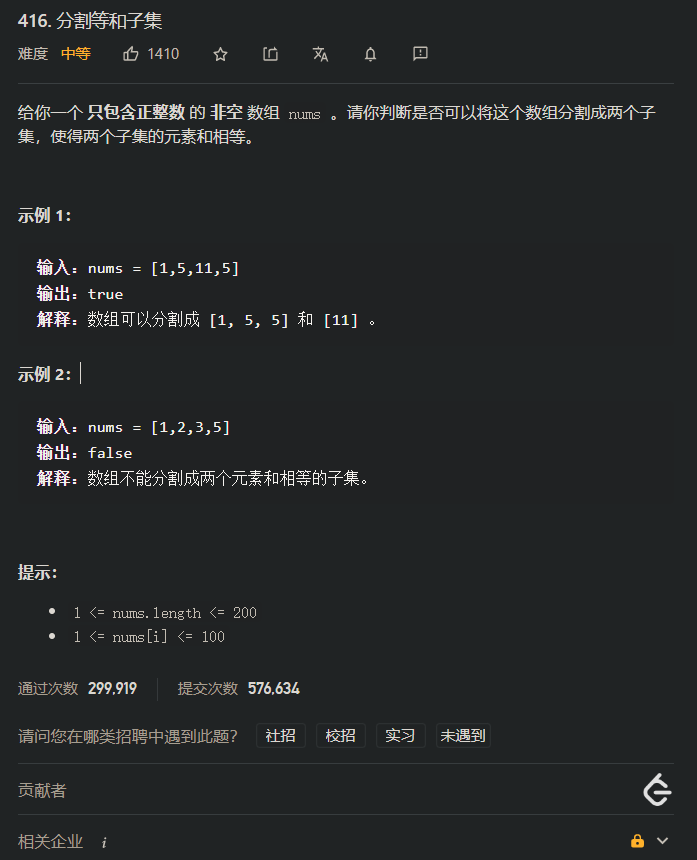 416. 分割等和子集
难度 中等 1410
给你一个 只包含正整数 的 非空 数组 nums 。请你判断是否可以将这个数组分割成两个子
集，使得两个子集的元素和相等。
示例 1：
输入：nums = [1,5,11,5]
输出：true
解释：数组可以分割成 [1, 5, 5] 和 [11] 。
示例 2：
输入：nums = [1,2,3,5]
输出：false
解释：数组不能分割成两个元素和相等的子集。
提示：
1 <= nums.length <= 200
1 <= nums[i] <= 100
通过次数 299,919 提交次数 576,634
请问您在哪类招聘中遇到此题？ 社招 校招 实习 未遇到
贡献者
相关企业 i